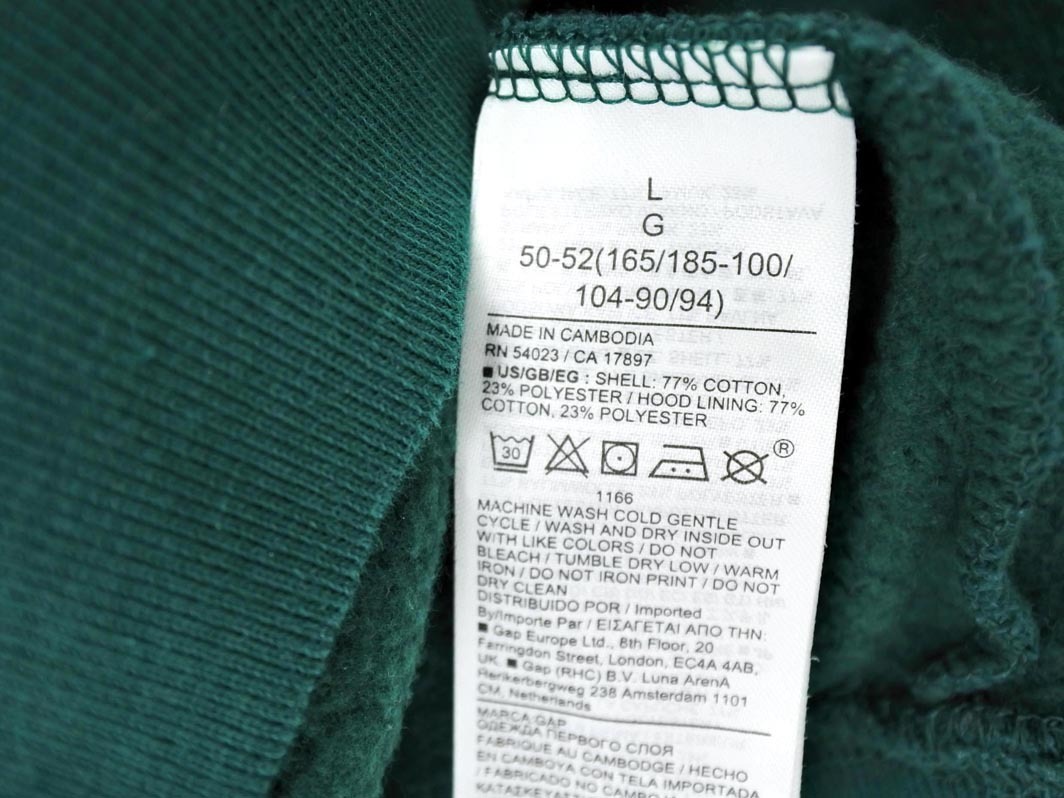 L
G
50-52(165/185-100/
104-90/94)
MADE IN CAMBODIA
RN 54023 / CA 17897
■ US/GB/EG : SHELL: 77% COTTON,
23% POLYESTER / HOOD LINING: 77%
COTTON, 23% POLYESTER
30
®
1166
MACHINE WASH COLD GENTLE
CYCLE / WASH AND DRY INSIDE OUT
WITH LIKE COLORS / DO NOT
BLEACH / TUMBLE DRY LOW / WARM
IRON / DO NOT IRON PRINT / DO NOT
DRY CLEAN
DISTRIBUIDO POR / Imported
By/Importe Par / ΕΙΣΑΓΕΤΑΙ ΑΠΟ ΤΗΝ:
■ Gap Europe Ltd., 8th Floor, 20
Farringdon Street, London, EC4A 4AB,
UK. ■ Gap (RHC) B.V. Luna ArenA
Herikerbergweg 238 Amsterdam 1101
CM, Netherlands
MARCA GAP
ОДЕЖДА ПЕРВОГО СЛОЯ
FABRIQUE AU CAMBODGE / HECHO
EN CAMBOYA CON TELA IMPORTADA
/ FABRICADO NO